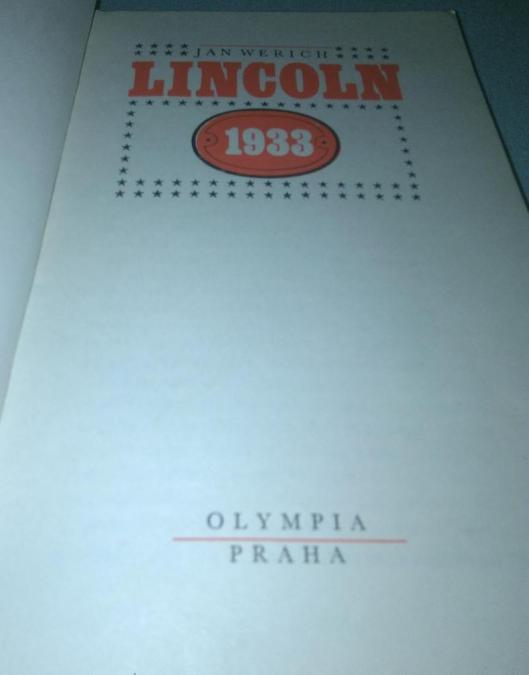 JAN WERICH
LINCOLN
1933
OLYMPIA
PRAHA